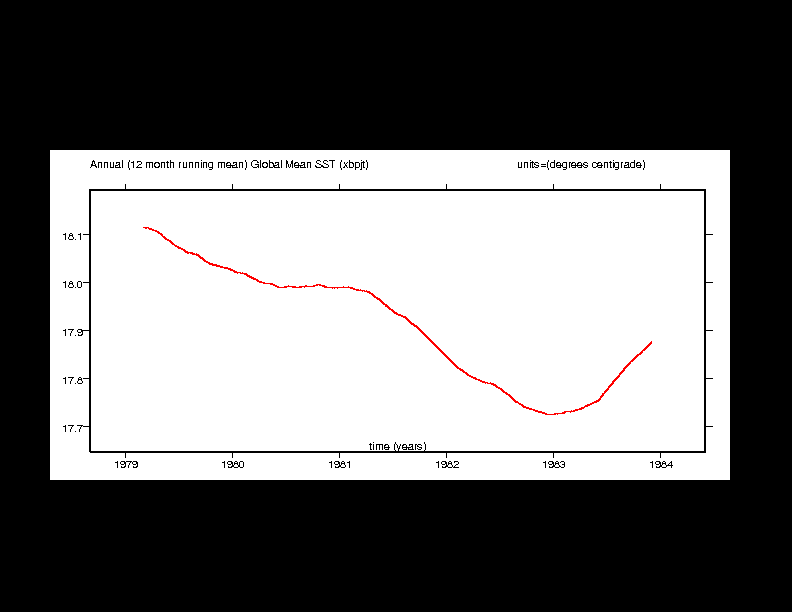 Annual (12 month running mean) Global Mean SST (xbpjt) units=(degrees centigrade)
18.1
18.0
17.9
17.8
17.7
time (years)
1979 1980 1981 1982 1983 1984